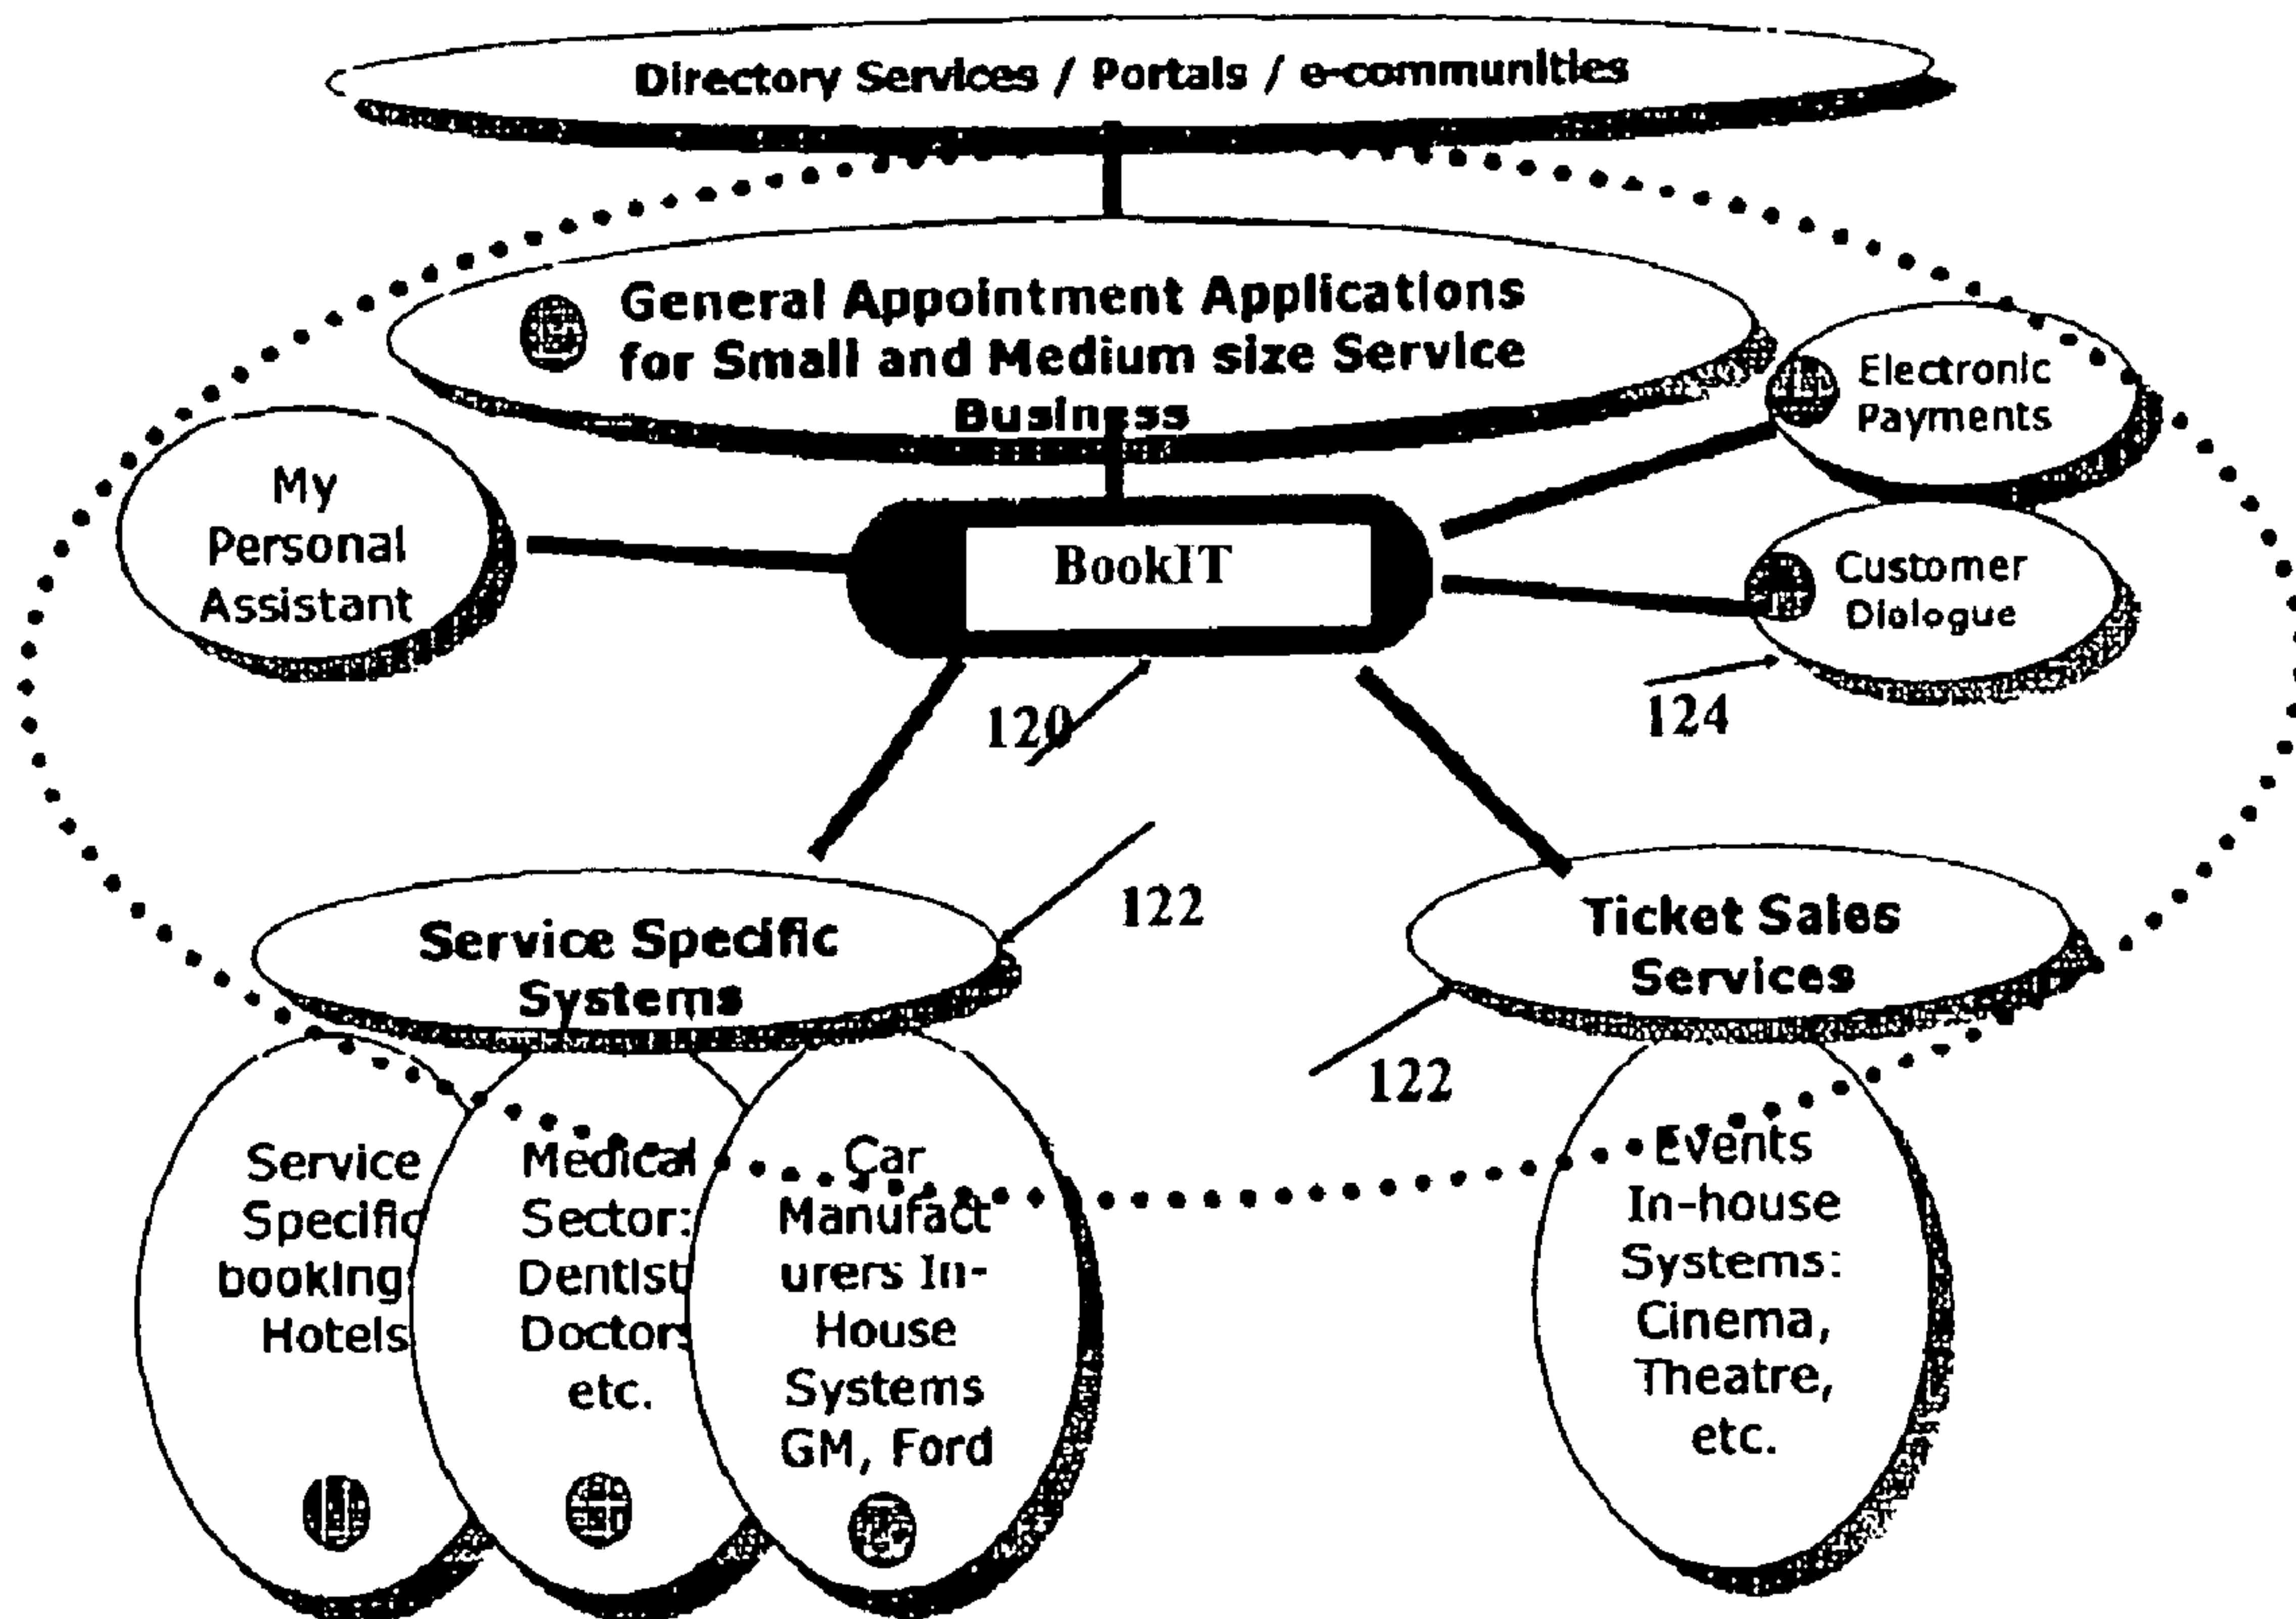 Directory Services / Portals / e-communities
General Appointment Applications
for Small and Medium size Service
Business
Electronic
Payments
My
Personal
Assistant
BookIT
Customer
Diologue
120
124
122
Service Specific
Systems
Ticket Sales
Services
122
Service
Specific
booking
Hotels
Medical
Sector:
Dentist
Doctors
etc.
Car
Manufact
urers In-
House
Systems
GM, Ford
Events
In-house
Systems:
Cinema,
Theatre,
etc.